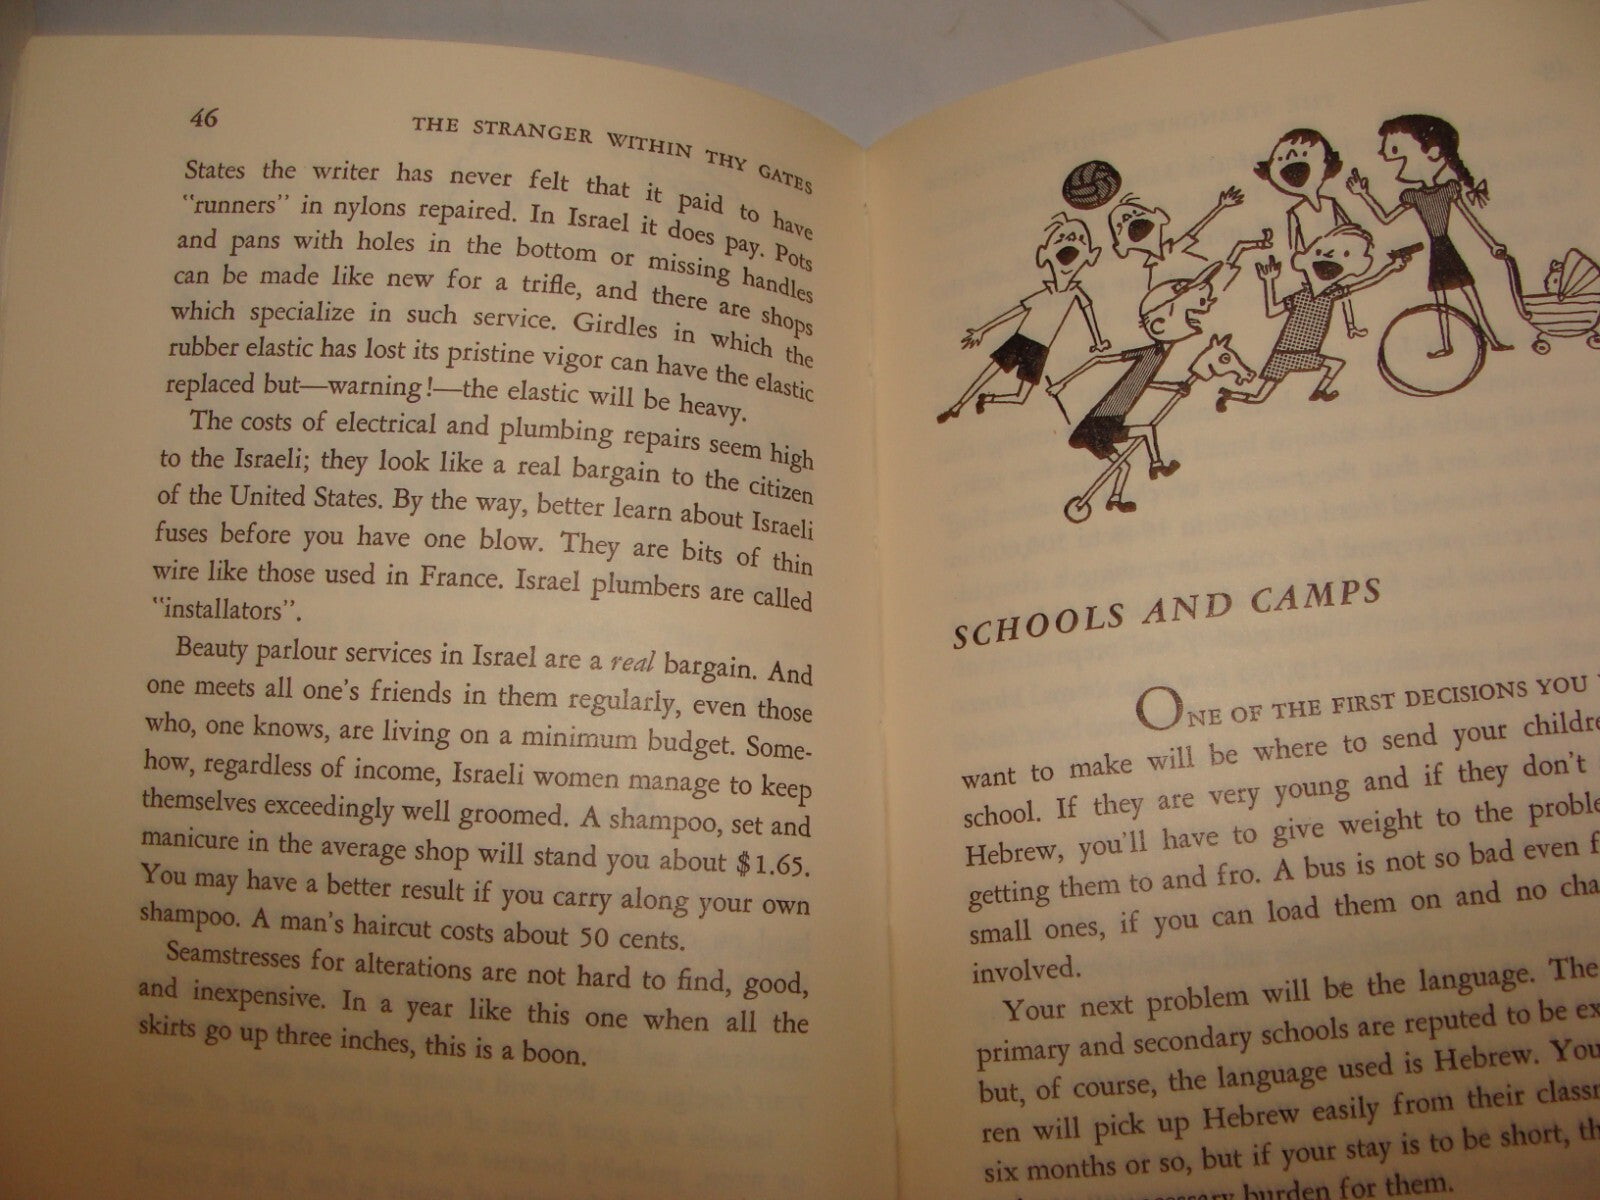 46
THE STRANGER WITHIN THY GATES
States the writer has never felt that it paid to have
"runners" in nylons repaired. In Israel it does pay. Pots
and pans with holes in the bottom or missing handles
can be made like new for a trifle, and there are shops
which specialize in such service. Girdles in which the
rubber elastic has lost its pristine vigor can have the elastic
replaced but—warning!—the elastic will be heavy.
The costs of electrical and plumbing repairs seem high
to the Israeli; they look like a real bargain to the citizen
of the United States. By the way, better learn about Israeli
fuses before you have one blow. They are bits of thin
wire like those used in France. Israel plumbers are called
"installators".
Beauty parlour services in Israel are a real bargain. And
one meets all one's friends in them regularly, even those
who, one knows, are living on a minimum budget. Some-
how, regardless of income, Israeli women manage to keep
themselves exceedingly well groomed. A shampoo, set and
manicure in the average shop will stand you about $1.65.
You may have a better result if you carry along your own
shampoo. A man's haircut costs about 50 cents.
Seamstresses for alterations are not hard to find, good,
and inexpensive. In a year like this one when all the
skirts go up three inches, this is a boon.
SCHOOLS AND CAMPS
ONE OF THE FIRST DECISIONS YOU
want to make will be where to send your childre
school. If they are very young and if they don't
Hebrew, you'll have to give weight to the proble
getting them to and fro. A bus is not so bad even f
small ones, if you can load them on and no cha
involved.
Your next problem will be the language. The
primary and secondary schools are reputed to be ex
but, of course, the language used is Hebrew. You
ren will pick up Hebrew easily from their classr
six months or so, but if your stay is to be short, th
burden for them.